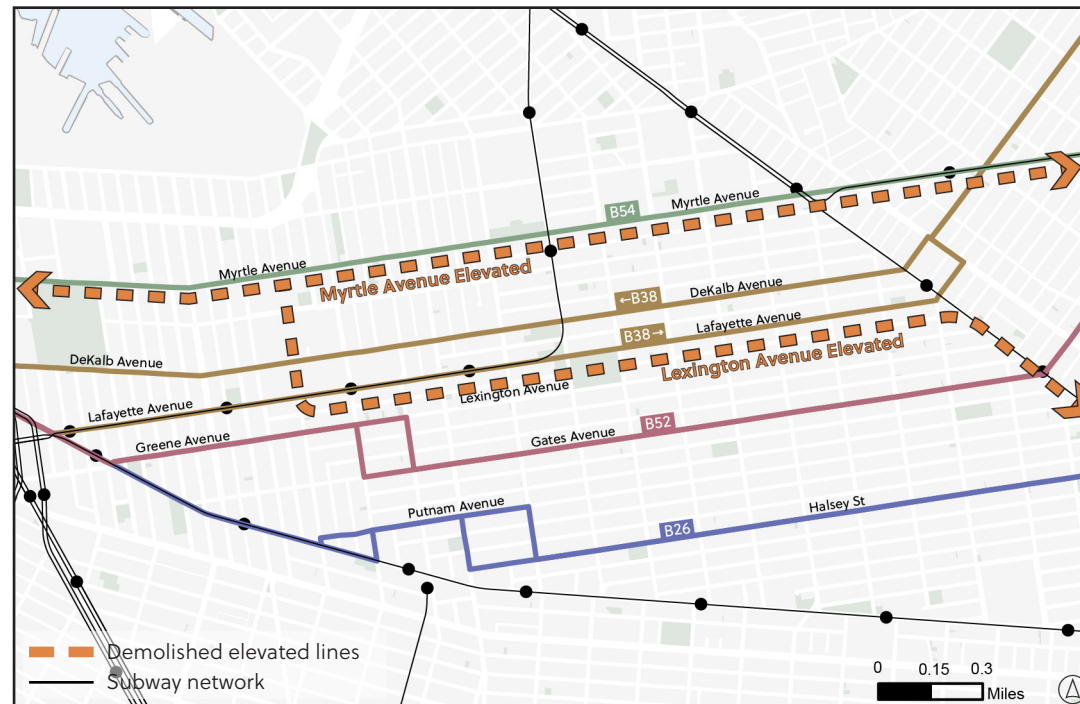 B54
Myrtle Avenue
Myrtle Avenue
Myrtle Avenue Elevated
←B38
DeKalb Avenue
B38→
Lafayette Avenue
Lexington Avenue Elevated
DeKalb Avenue
Lexington Avenue
Lafayette Avenue
Greene Avenue
B52
Gates Avenue
Putnam Avenue
Halsey St
B26
Demolished elevated lines
Subway network
0 0.15 0.3
Miles